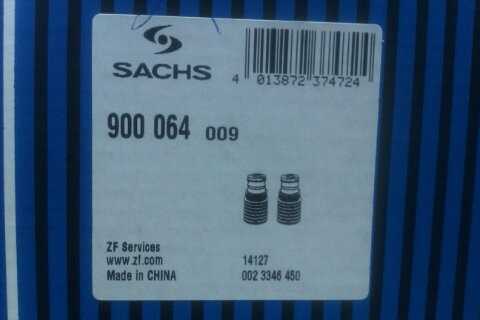 SACHS
4 013872 374724
900 064 009
ZF Services
www.zf.com
Made in CHINA
14127
002 3346 450